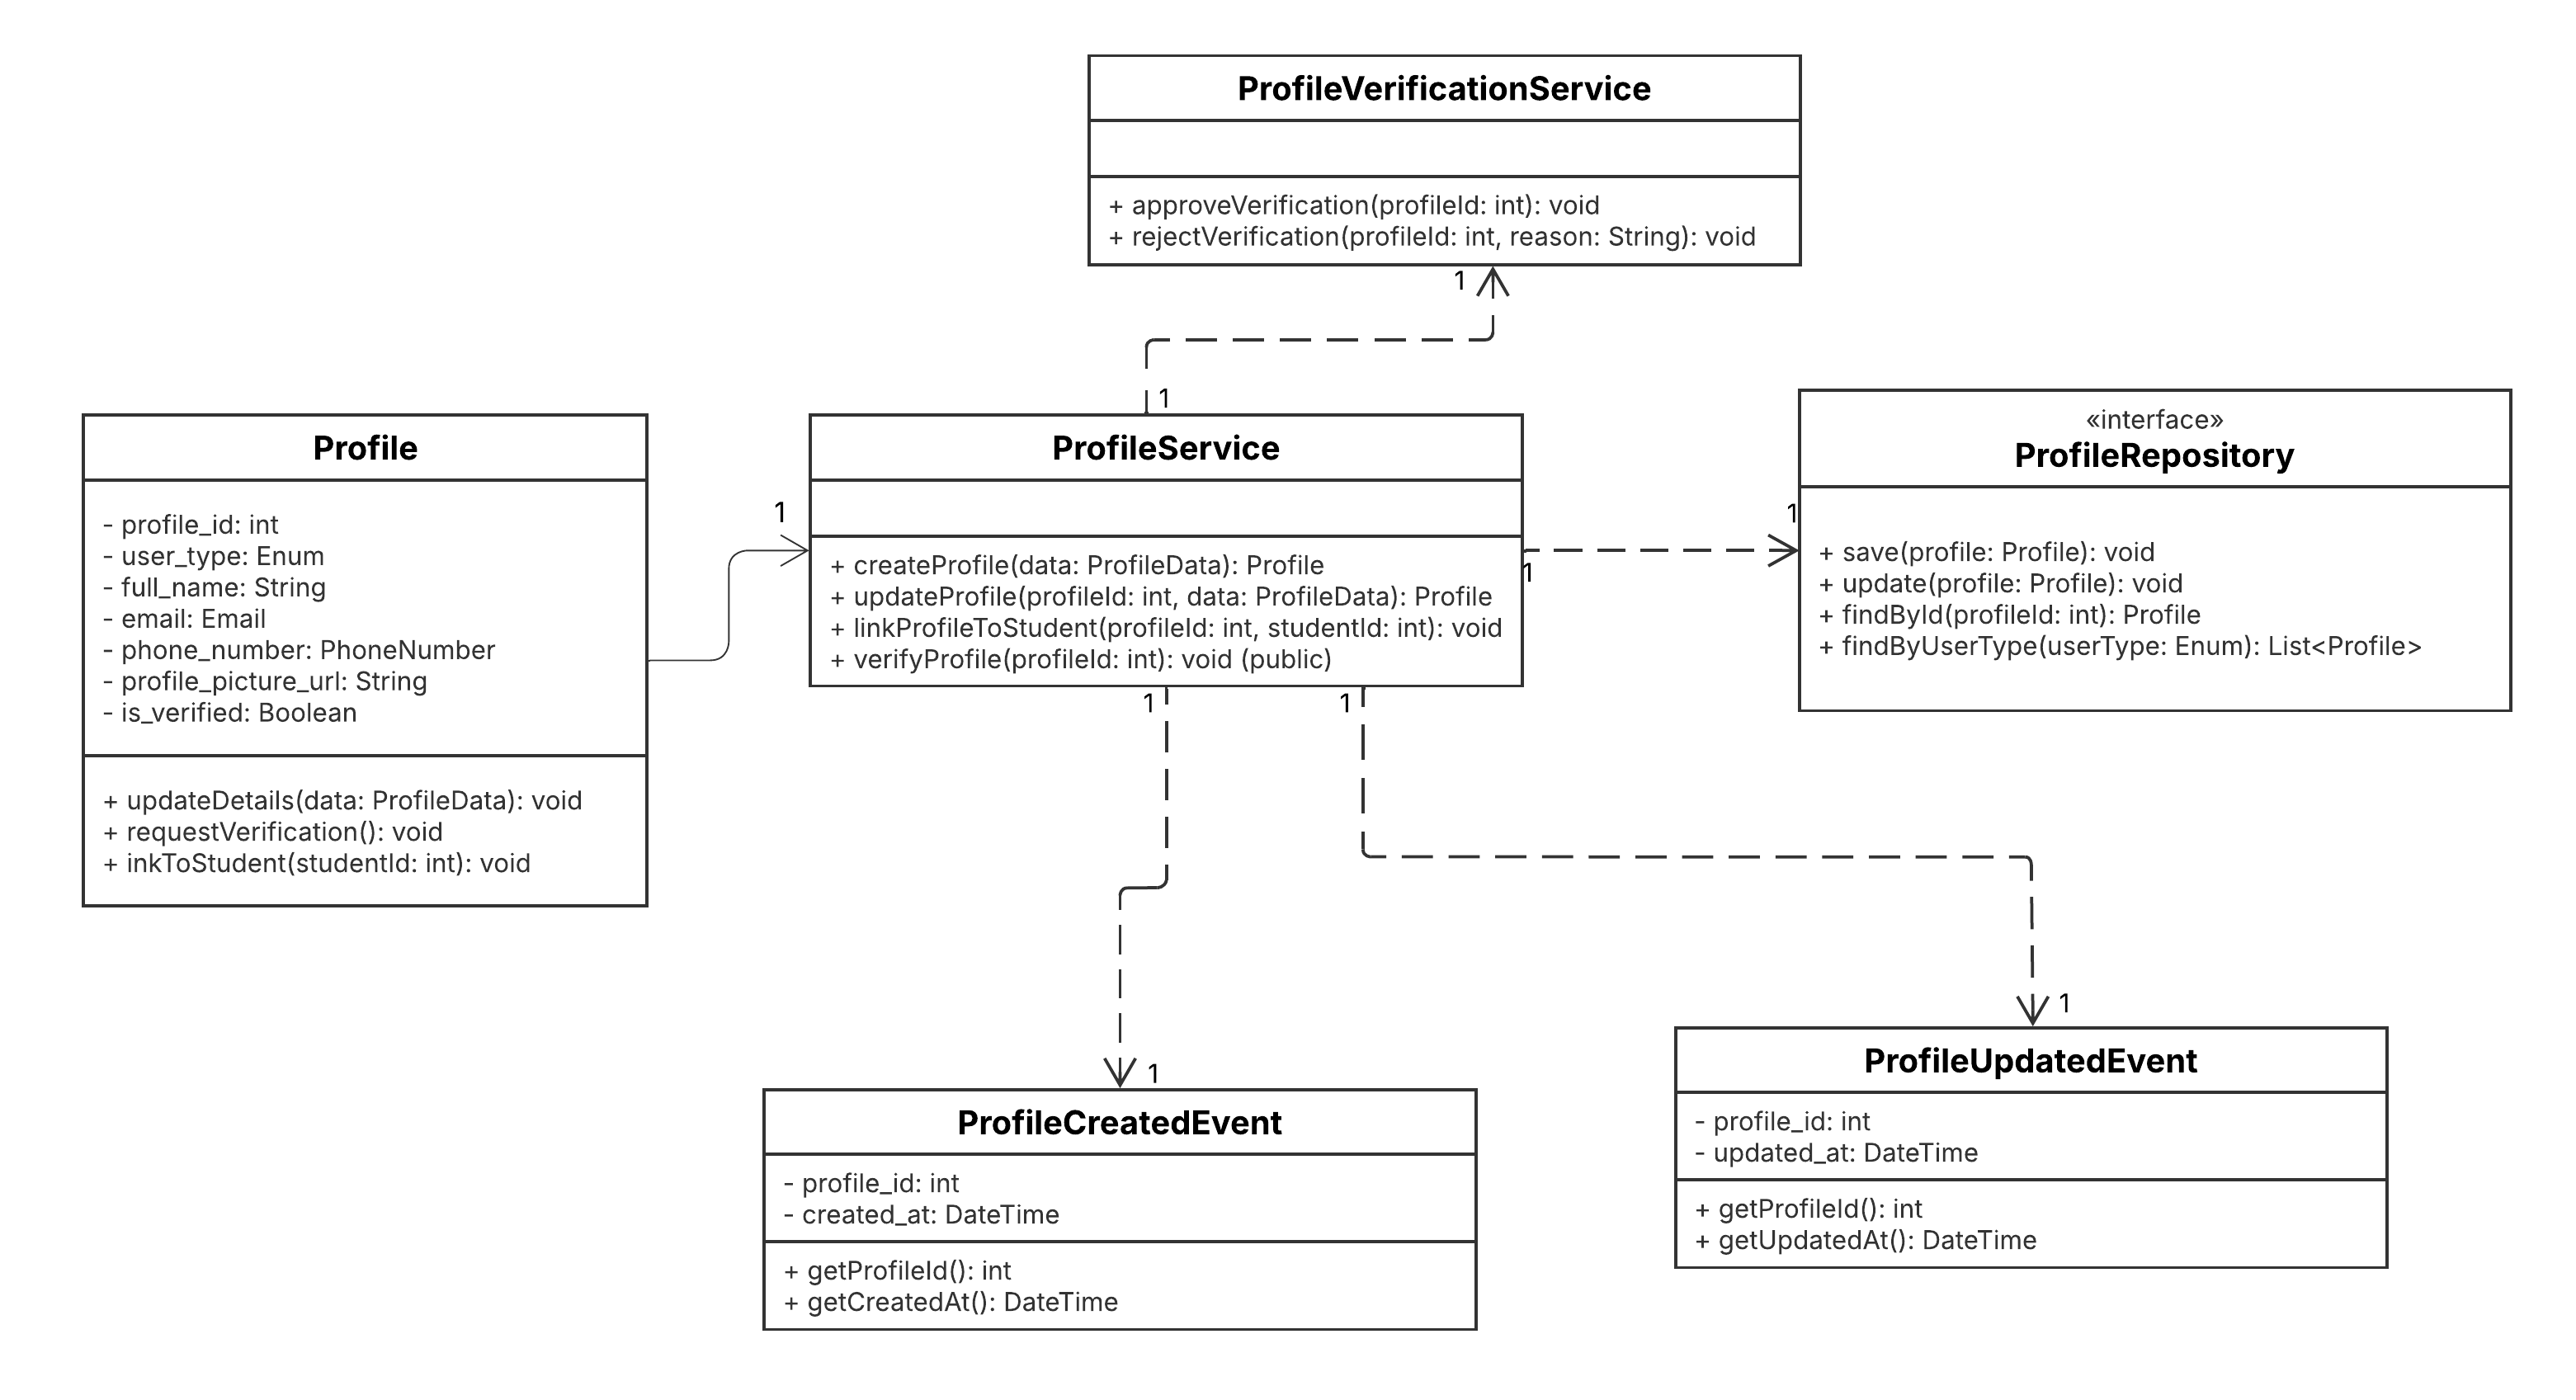 ProfileVerificationService
+ approveVerification(profileId: int): void
+ rejectVerification(profileId: int, reason: String): void
1
1
Profile
- profile_id: int
- user_type: Enum
- full_name: String
- email: Email
- phone_number: PhoneNumber
- profile_picture_url: String
- is_verified: Boolean
+ updateDetails(data: ProfileData): void
+ requestVerification(): void
+ inkToStudent(studentId: int): void
1
ProfileService
+ createProfile(data: ProfileData): Profile
+ updateProfile(profileId: int, data: ProfileData): Profile
+ linkProfileToStudent(profileId: int, studentId: int): void
+ verifyProfile(profileId: int): void (public)
1
1
«interface»
ProfileRepository
+ save(profile: Profile): void
+ update(profile: Profile): void
+ findById(profileId: int): Profile
+ findByUserType(userType: Enum): List<Profile>
1
1
1
1
ProfileCreatedEvent
- profile_id: int
- created_at: DateTime
+ getProfileId(): int
+ getCreatedAt(): DateTime
ProfileUpdatedEvent
- profile_id: int
- updated_at: DateTime
+ getProfileId(): int
+ getUpdatedAt(): DateTime